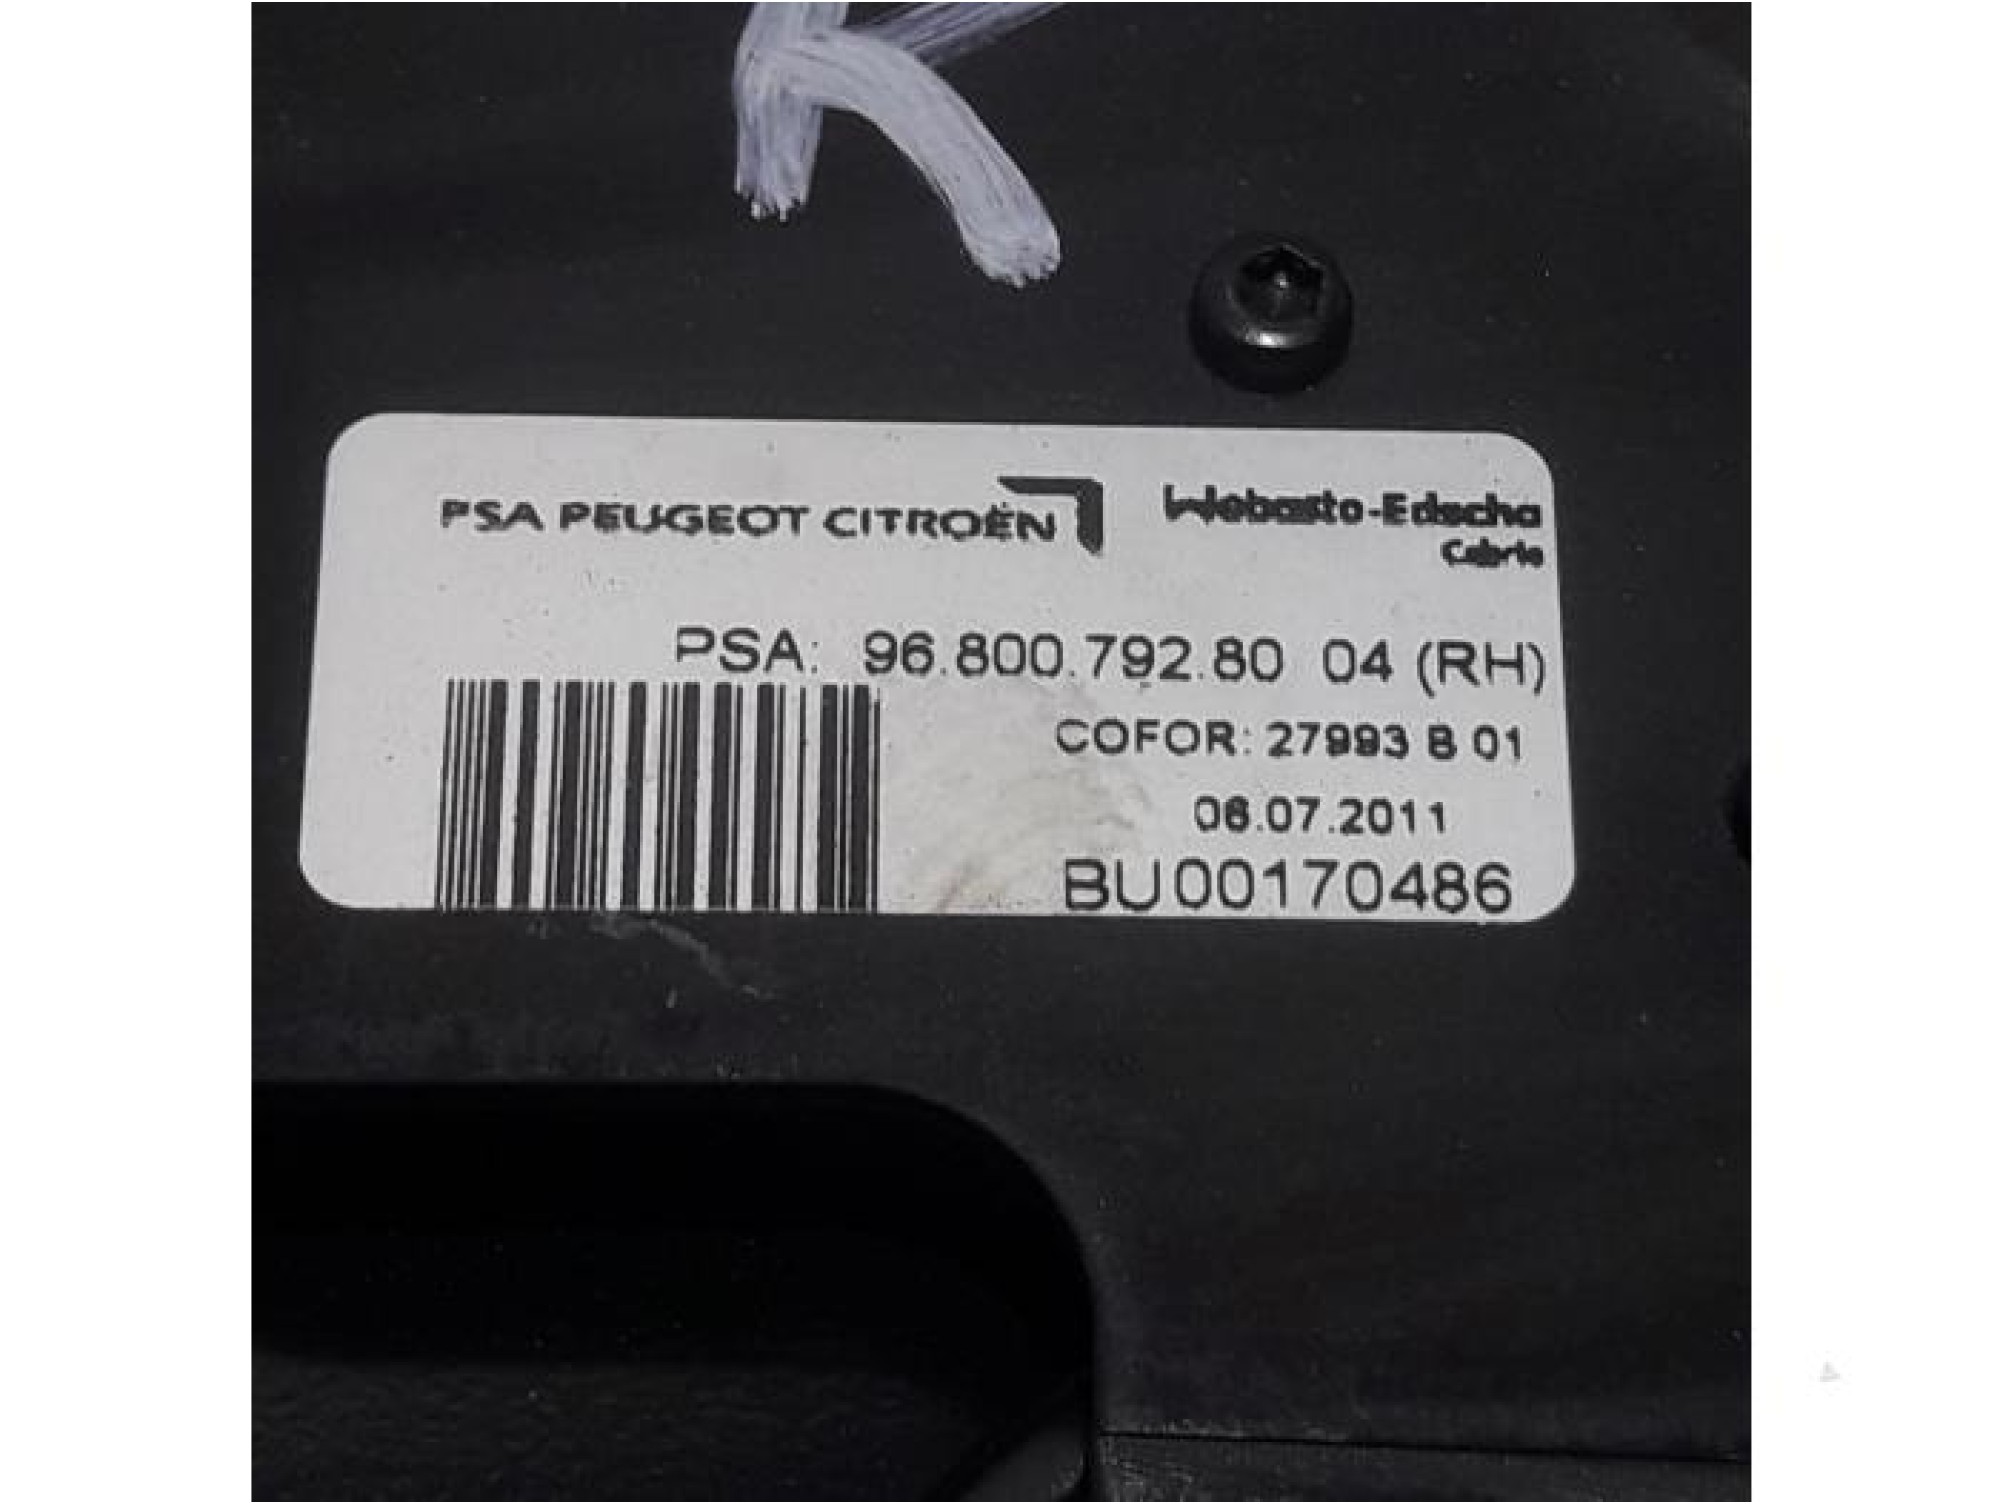 K
PSA PEUGEOT CITROËN
Webasto-Edscha
Cabrio
PSA: 96.800.792.80 04 (RH)
COFOR: 27993 B 01
06.07.2011
BU00170486